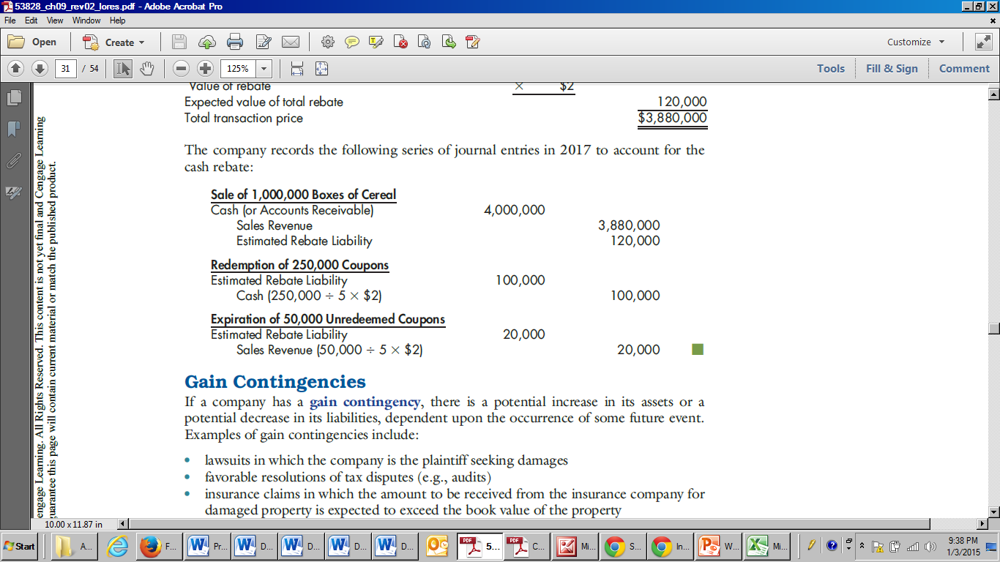 53828_ch09_rev02_lores.pdf - Adobe Acrobat Pro
File Edit View Window Help
Open Create Customize
31 / 54 125% Tools Fill & Sign Comment
Value of rebate × $2
Expected value of total rebate 120,000
Total transaction price $3,880,000
The company records the following series of journal entries in 2017 to account for the
cash rebate:
Sale of 1,000,000 Boxes of Cereal
Cash (or Accounts Receivable) 4,000,000
Sales Revenue 3,880,000
Estimated Rebate Liability 120,000
Redemption of 250,000 Coupons
Estimated Rebate Liability 100,000
Cash (250,000 ÷ 5 × $2) 100,000
Expiration of 50,000 Unredeemed Coupons
Estimated Rebate Liability 20,000
Sales Revenue (50,000 ÷ 5 × $2) 20,000
Gain Contingencies
If a company has a gain contingency, there is a potential increase in its assets or a
potential decrease in its liabilities, dependent upon the occurrence of some future event.
Examples of gain contingencies include:
• lawsuits in which the company is the plaintiff seeking damages
• favorable resolutions of tax disputes (e.g., audits)
• insurance claims in which the amount to be received from the insurance company for
damaged property is expected to exceed the book value of the property
engage Learning. All Rights Reserved. This content is not yet final and Cengage Learning
guarantee this page will contain current material or match the published product.
10.00 x 11.87 in
Start A... F... Pr... D... D... D... D... 5... C... Mi... S... In... W... Mi...
9:38 PM
1/3/2015